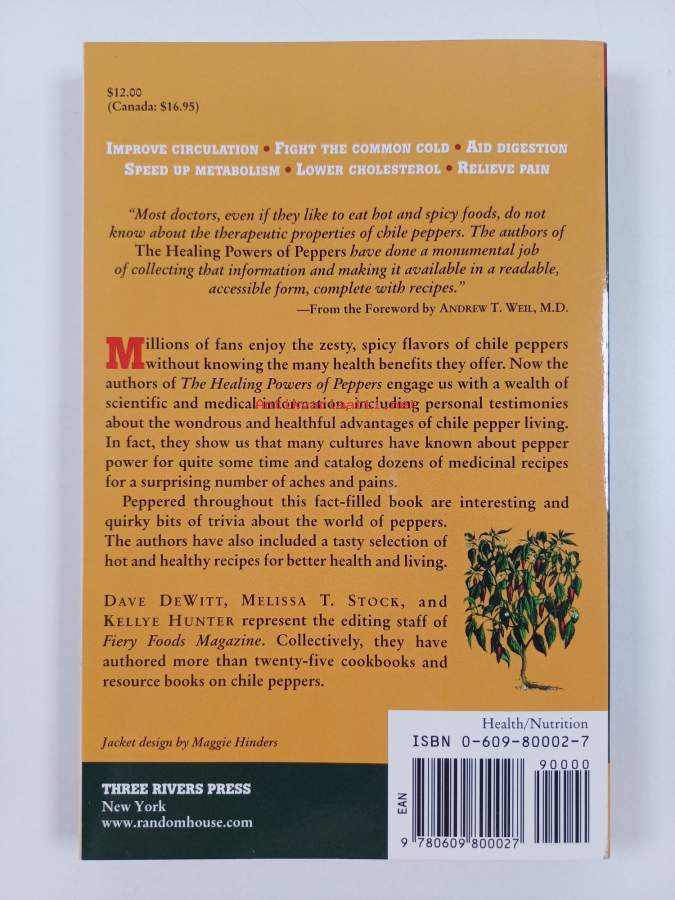 $12.00
(Canada: $16.95)
IMPROVE CIRCULATION • FIGHT THE COMMON COLD • AID DIGESTION
SPEED UP METABOLISM • LOWER CHOLESTEROL • RELIEVE PAIN
“Most doctors, even if they like to eat hot and spicy foods, do not
know about the therapeutic properties of chile peppers. The authors of
The Healing Powers of Peppers have done a monumental job
of collecting that information and making it available in a readable,
accessible form, complete with recipes.”
—From the Foreword by ANDREW T. WEIL, M.D.
Millions of fans enjoy the zesty, spicy flavors of chile peppers
without knowing the many health benefits they offer. Now the
authors of The Healing Powers of Peppers engage us with a wealth of
scientific and medical information, including personal testimonies
about the wondrous and healthful advantages of chile pepper living.
In fact, they show us that many cultures have known about pepper
power for quite some time and catalog dozens of medicinal recipes
for a surprising number of aches and pains.
Peppered throughout this fact-filled book are interesting and
quirky bits of trivia about the world of peppers.
The authors have also included a tasty selection of
hot and healthy recipes for better health and living.
DAVE DEWITT, MELISSA T. STOCK, and
KELLYE HUNTER represent the editing staff of
Fiery Foods Magazine. Collectively, they have
authored more than twenty-five cookbooks and
resource books on chile peppers.
Jacket design by Maggie Hinders
Health/Nutrition
ISBN 0-609-80002-7
90000
EAN
9 780609 800027
THREE RIVERS PRESS
New York
www.randomhouse.com